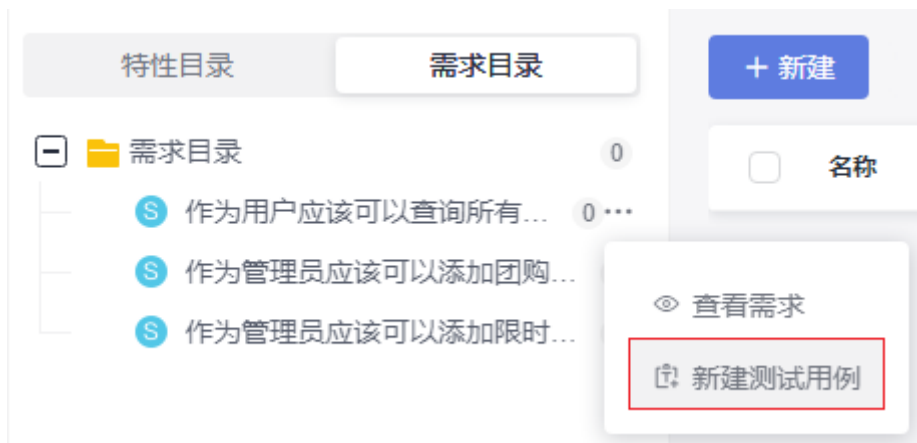 特性目录 需求目录 + 新建
需求目录 0
名称
S 作为用户应该可以查询所有... 0 ...
S 作为管理员应该可以添加团购...
查看需求
S 作为管理员应该可以添加限时...
新建测试用例